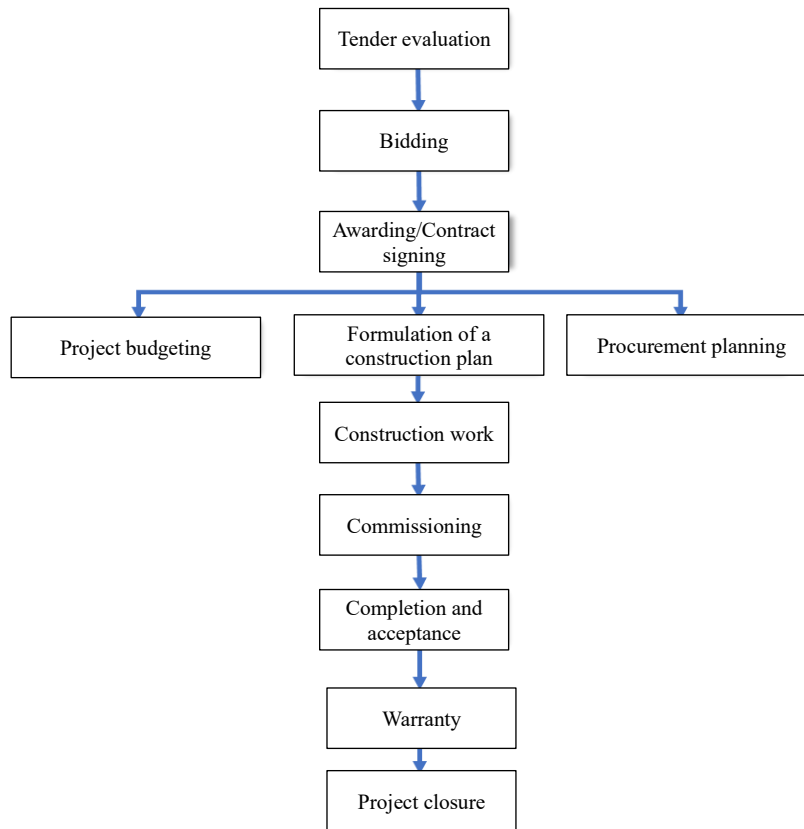 Tender evaluation
Bidding
Awarding/Contract
signing
Project budgeting
Formulation of a
construction plan
Procurement planning
Construction work
Commissioning
Completion and
acceptance
Warranty
Project closure